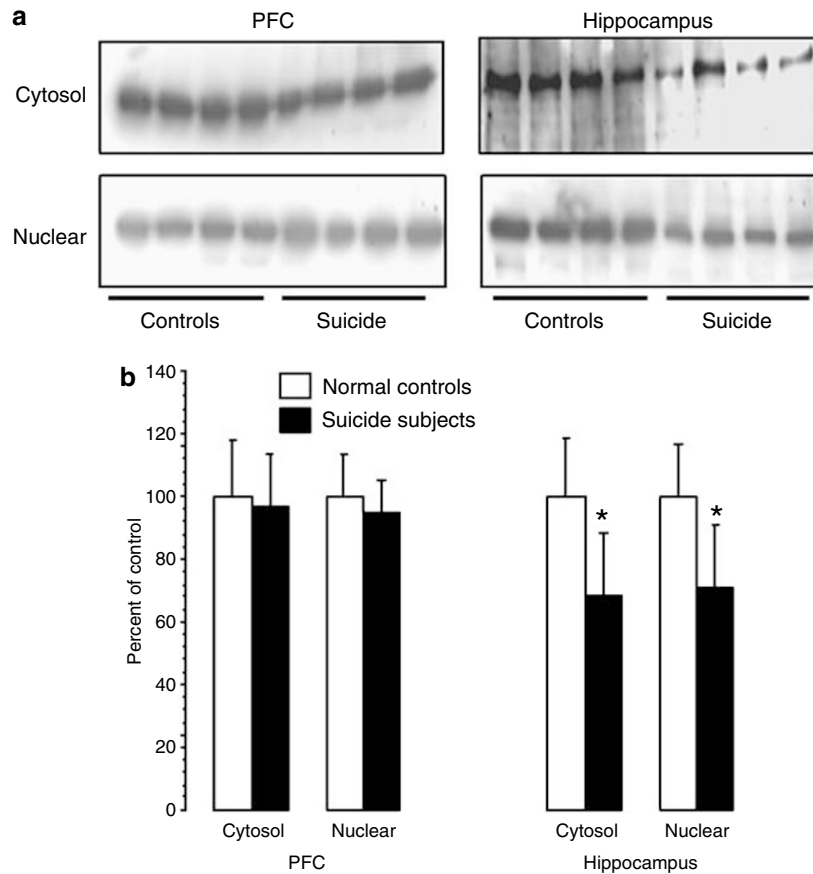 a
PFC
Hippocampus
Cytosol
Nuclear
Controls
Suicide
Controls
Suicide
b
Normal controls
Suicide subjects
Percent of control
140
120
100
80
60
40
20
0
*
*
Cytosol
Nuclear
Cytosol
Nuclear
PFC
Hippocampus